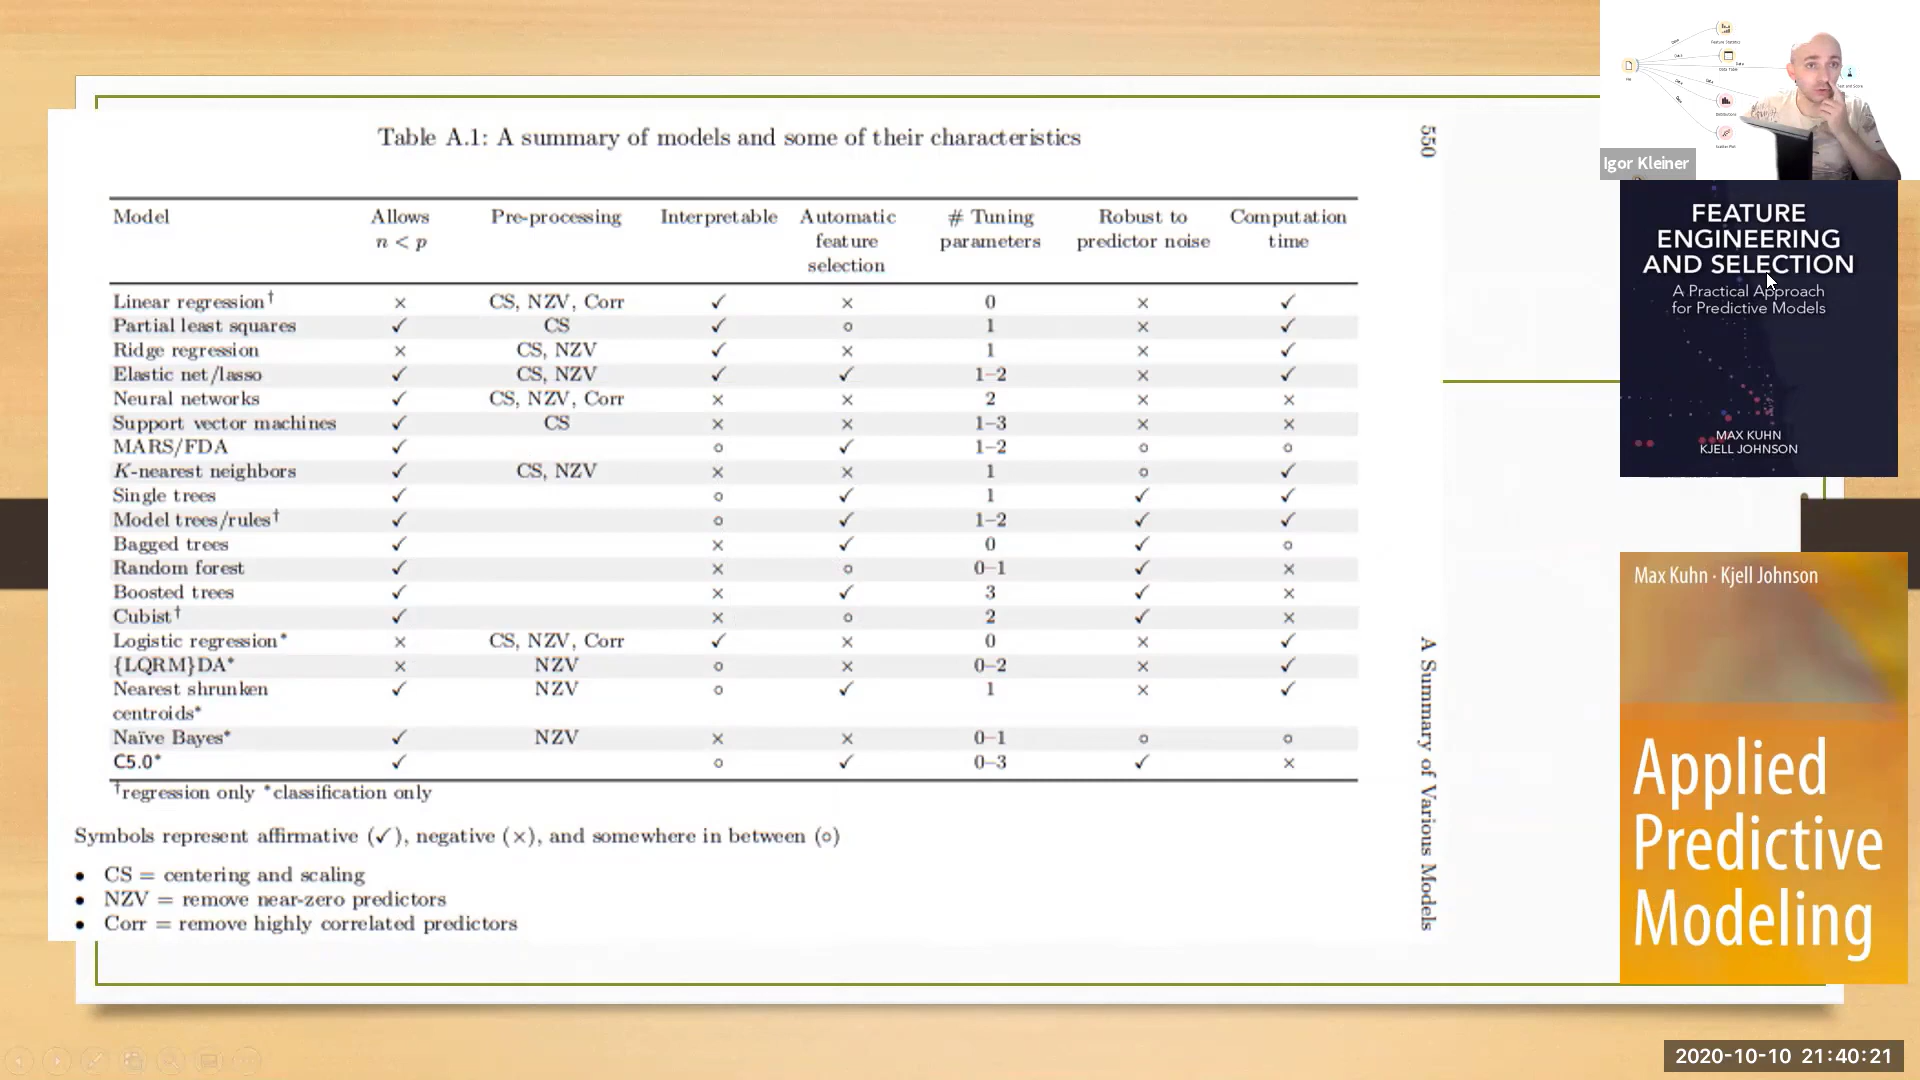 Table A.1: A summary of models and some of their characteristics
550
Model Allows n < p Pre-processing Interpretable Automatic feature selection # Tuning parameters Robust to predictor noise Computation time
Linear regression† × CS, NZV, Corr ✓ × 0 × ✓
Partial least squares ✓ CS ✓ ○ 1 × ✓
Ridge regression × CS, NZV ✓ × 1 × ✓
Elastic net/lasso ✓ CS, NZV ✓ ✓ 1–2 × ✓
Neural networks ✓ CS, NZV, Corr × × 2 × ×
Support vector machines ✓ CS × × 1–3 × ×
MARS/FDA ✓ ○ ✓ 1–2 ○ ○
K-nearest neighbors ✓ CS, NZV × × 1 ○ ✓
Single trees ✓ ○ ✓ 1 ✓ ✓
Model trees/rules† ✓ ○ ✓ 1–2 ✓ ✓
Bagged trees ✓ × ✓ 0 ✓ ○
Random forest ✓ × ○ 0–1 ✓ ×
Boosted trees ✓ × ✓ 3 ✓ ×
Cubist† ✓ × ○ 2 ✓ ×
Logistic regression* × CS, NZV, Corr ✓ × 0 × ✓
{LQRM}DA* × NZV ○ × 0–2 × ✓
Nearest shrunken centroids* ✓ NZV ○ ✓ 1 × ✓
Naïve Bayes* ✓ NZV × × 0–1 ○ ○
C5.0* ✓ ○ ✓ 0–3 ✓ ×
†regression only *classification only
Symbols represent affirmative (✓), negative (×), and somewhere in between (○)
• CS = centering and scaling
• NZV = remove near-zero predictors
• Corr = remove highly correlated predictors
A Summary of Various Models
Feature Statistics
Data Table
Distributions
Scatter Plot
Igor Kleiner
FEATURE
ENGINEERING
AND SELECTION
A Practical Approach
for Predictive Models
MAX KUHN
KJELL JOHNSON
Max Kuhn · Kjell Johnson
Applied
Predictive
Modeling
2020-10-10 21:40:21